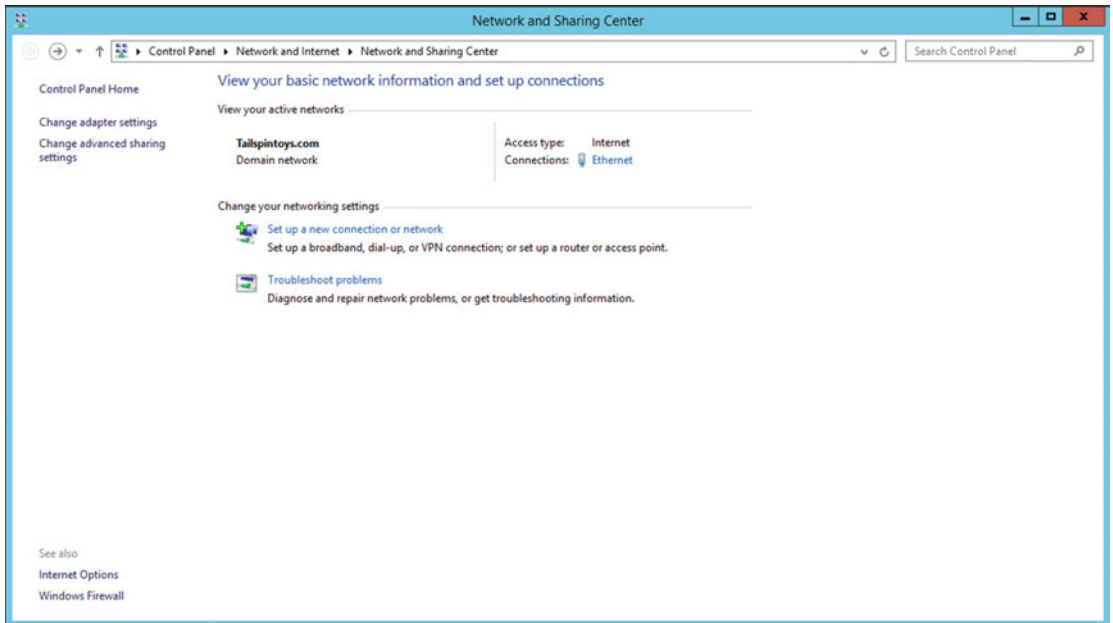 Network and Sharing Center
Control Panel ▸ Network and Internet ▸ Network and Sharing Center
Search Control Panel
Control Panel Home
Change adapter settings
Change advanced sharing
settings
View your basic network information and set up connections
View your active networks
Tailspintoys.com
Domain network
Access type: Internet
Connections: Ethernet
Change your networking settings
Set up a new connection or network
Set up a broadband, dial-up, or VPN connection; or set up a router or access point.
Troubleshoot problems
Diagnose and repair network problems, or get troubleshooting information.
See also
Internet Options
Windows Firewall